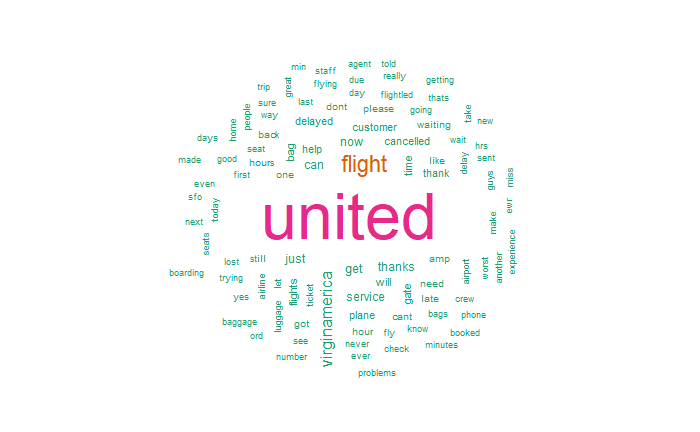 min
staff
agent
told
really
getting
trip
great
flying
due
day
flightled
thats
sure
last
dont
please
going
take
new
people
way
home
delayed
customer
waiting
days
back
bag
help
now
cancelled
wait
hrs
made
good
seat
hours
can
flight
time
like
delay
sent
first
one
thank
guys
miss
even
sfo
today
united
make
ewr
next
seats
experience
lost
still
just
get
thanks
amp
airport
worst
another
boarding
trying
airline
let
flights
ticket
virginamerica
will
gate
need
yes
luggage
service
late
crew
baggage
got
plane
cant
bags
phone
ord
see
hour
fly
know
booked
number
never
ever
check
minutes
problems